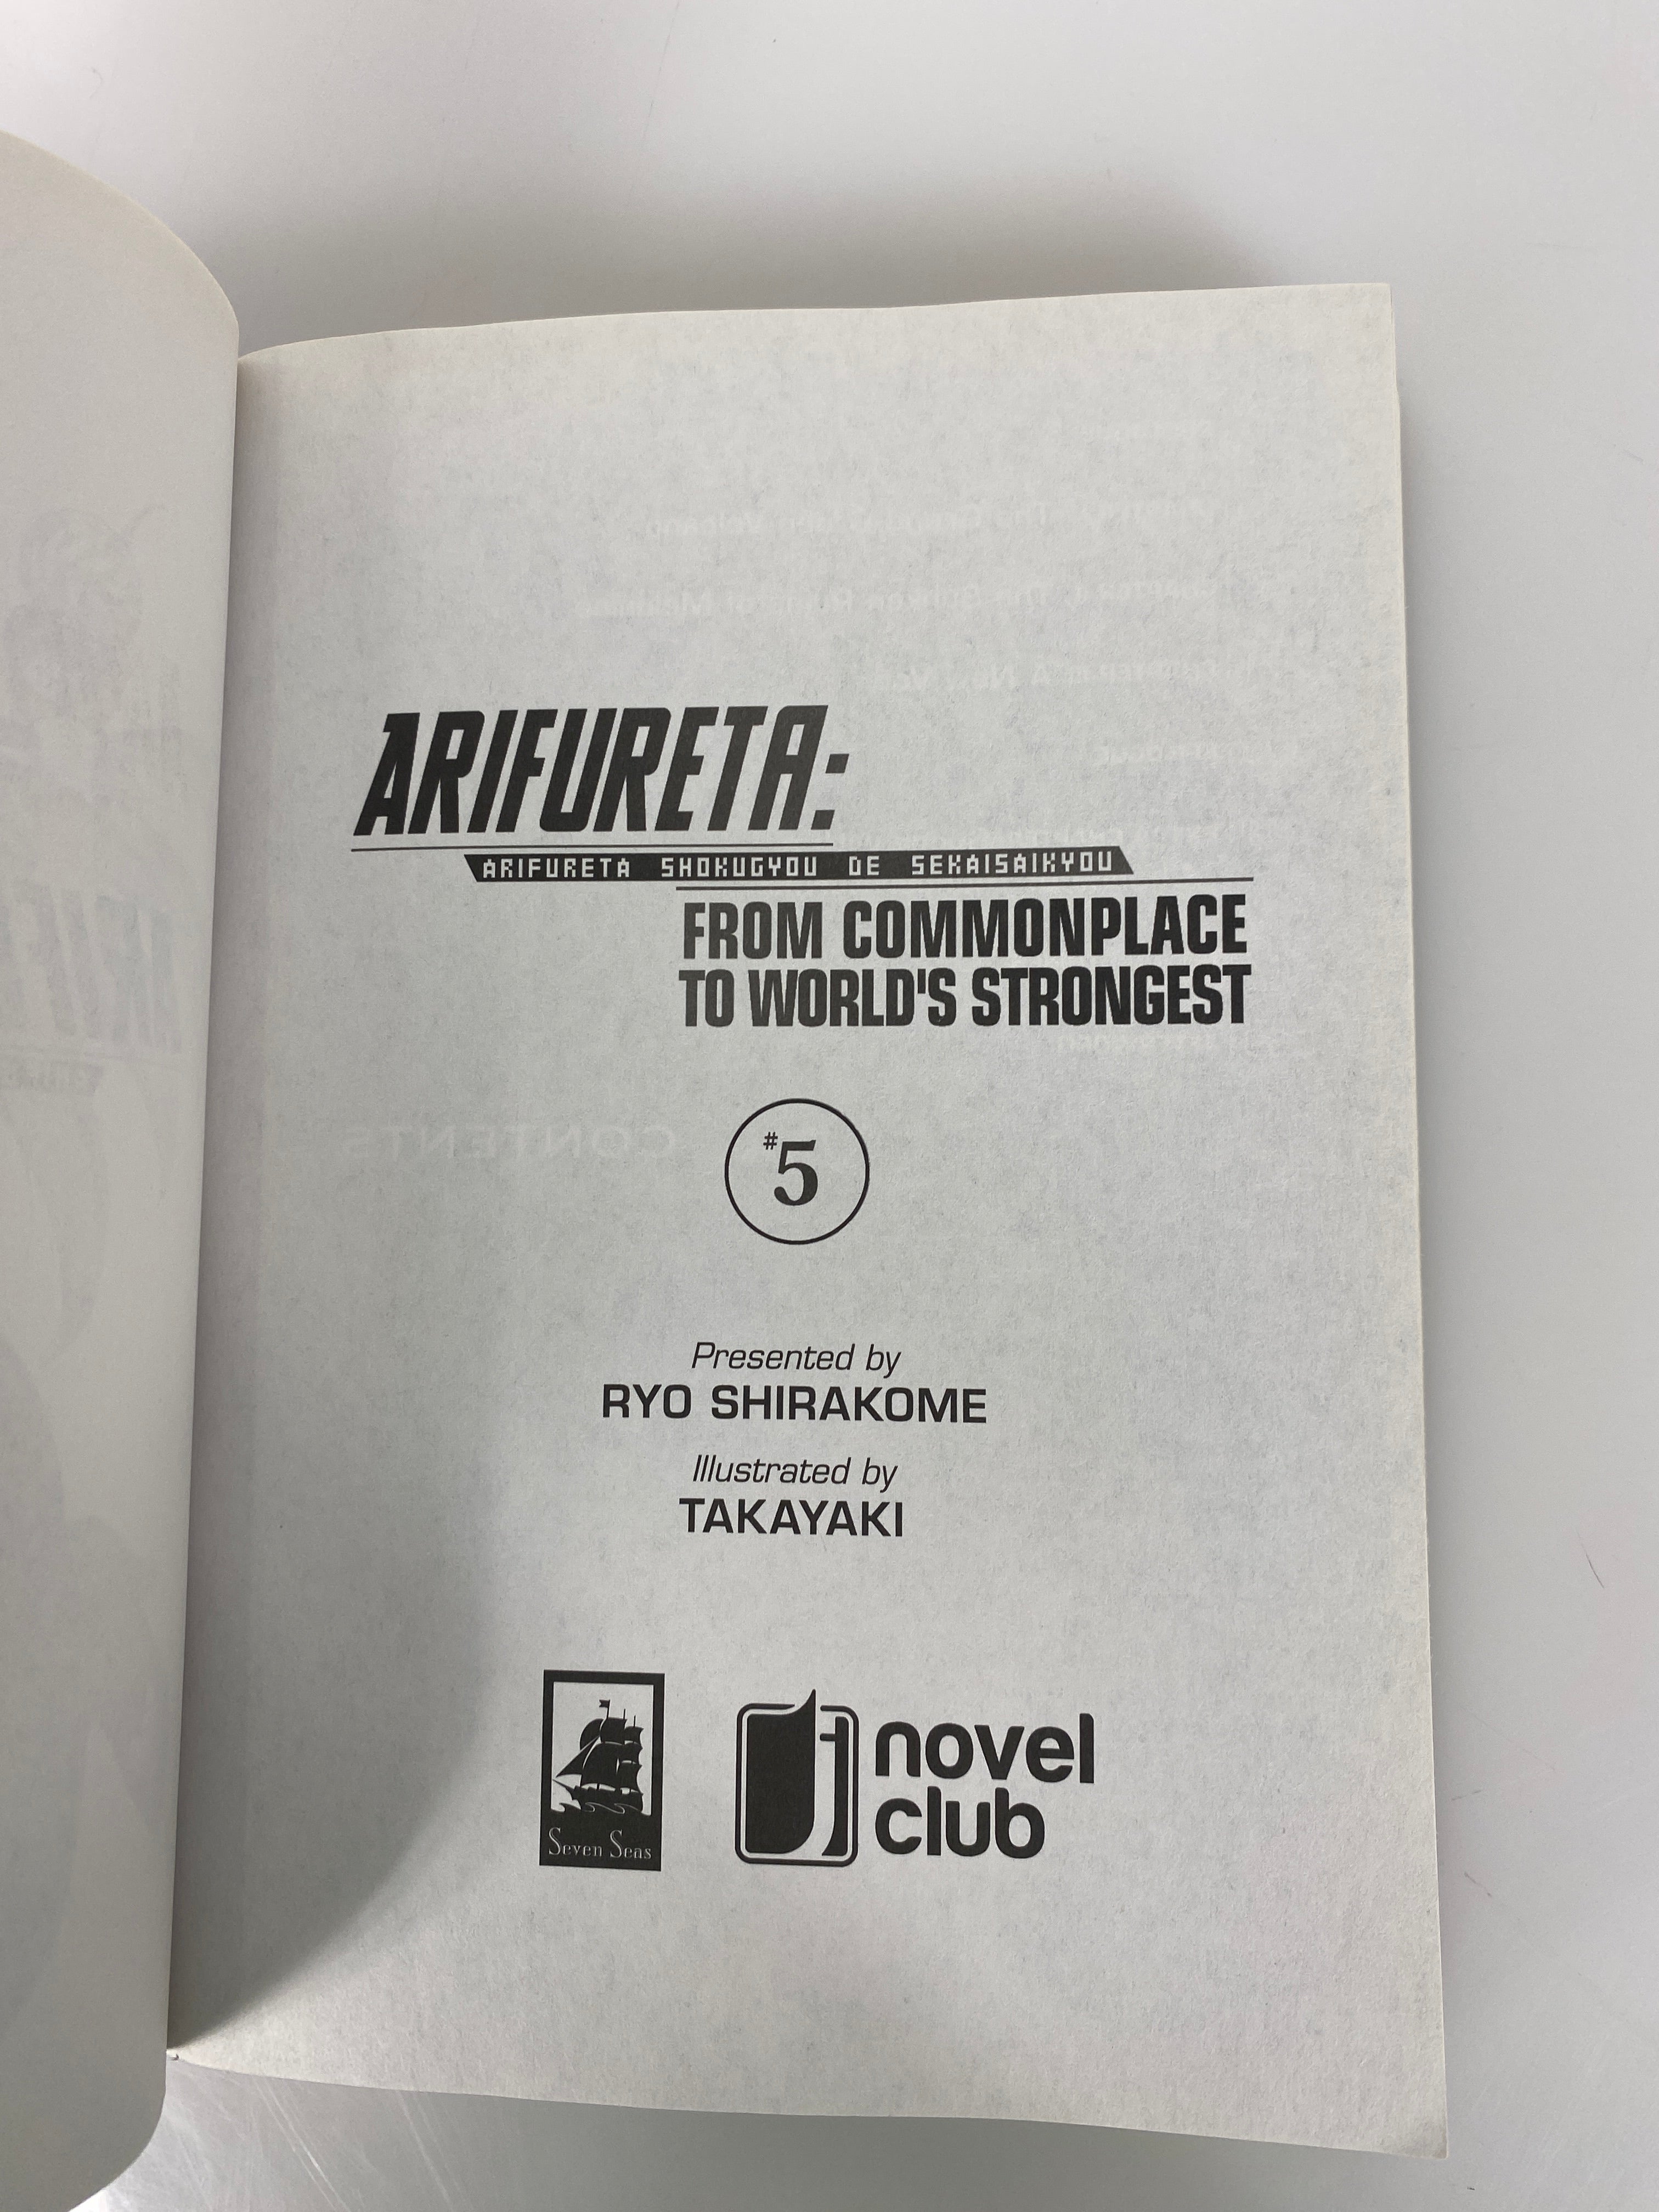 ARIFURETA:
ARIFURETA SHOKUGYOU DE SEKAISAIKYOU
FROM COMMONPLACE
TO WORLD'S STRONGEST
#5
Presented by
RYO SHIRAKOME
Illustrated by
TAKAYAKI
Seven Seas
novel
club
CONTENTS